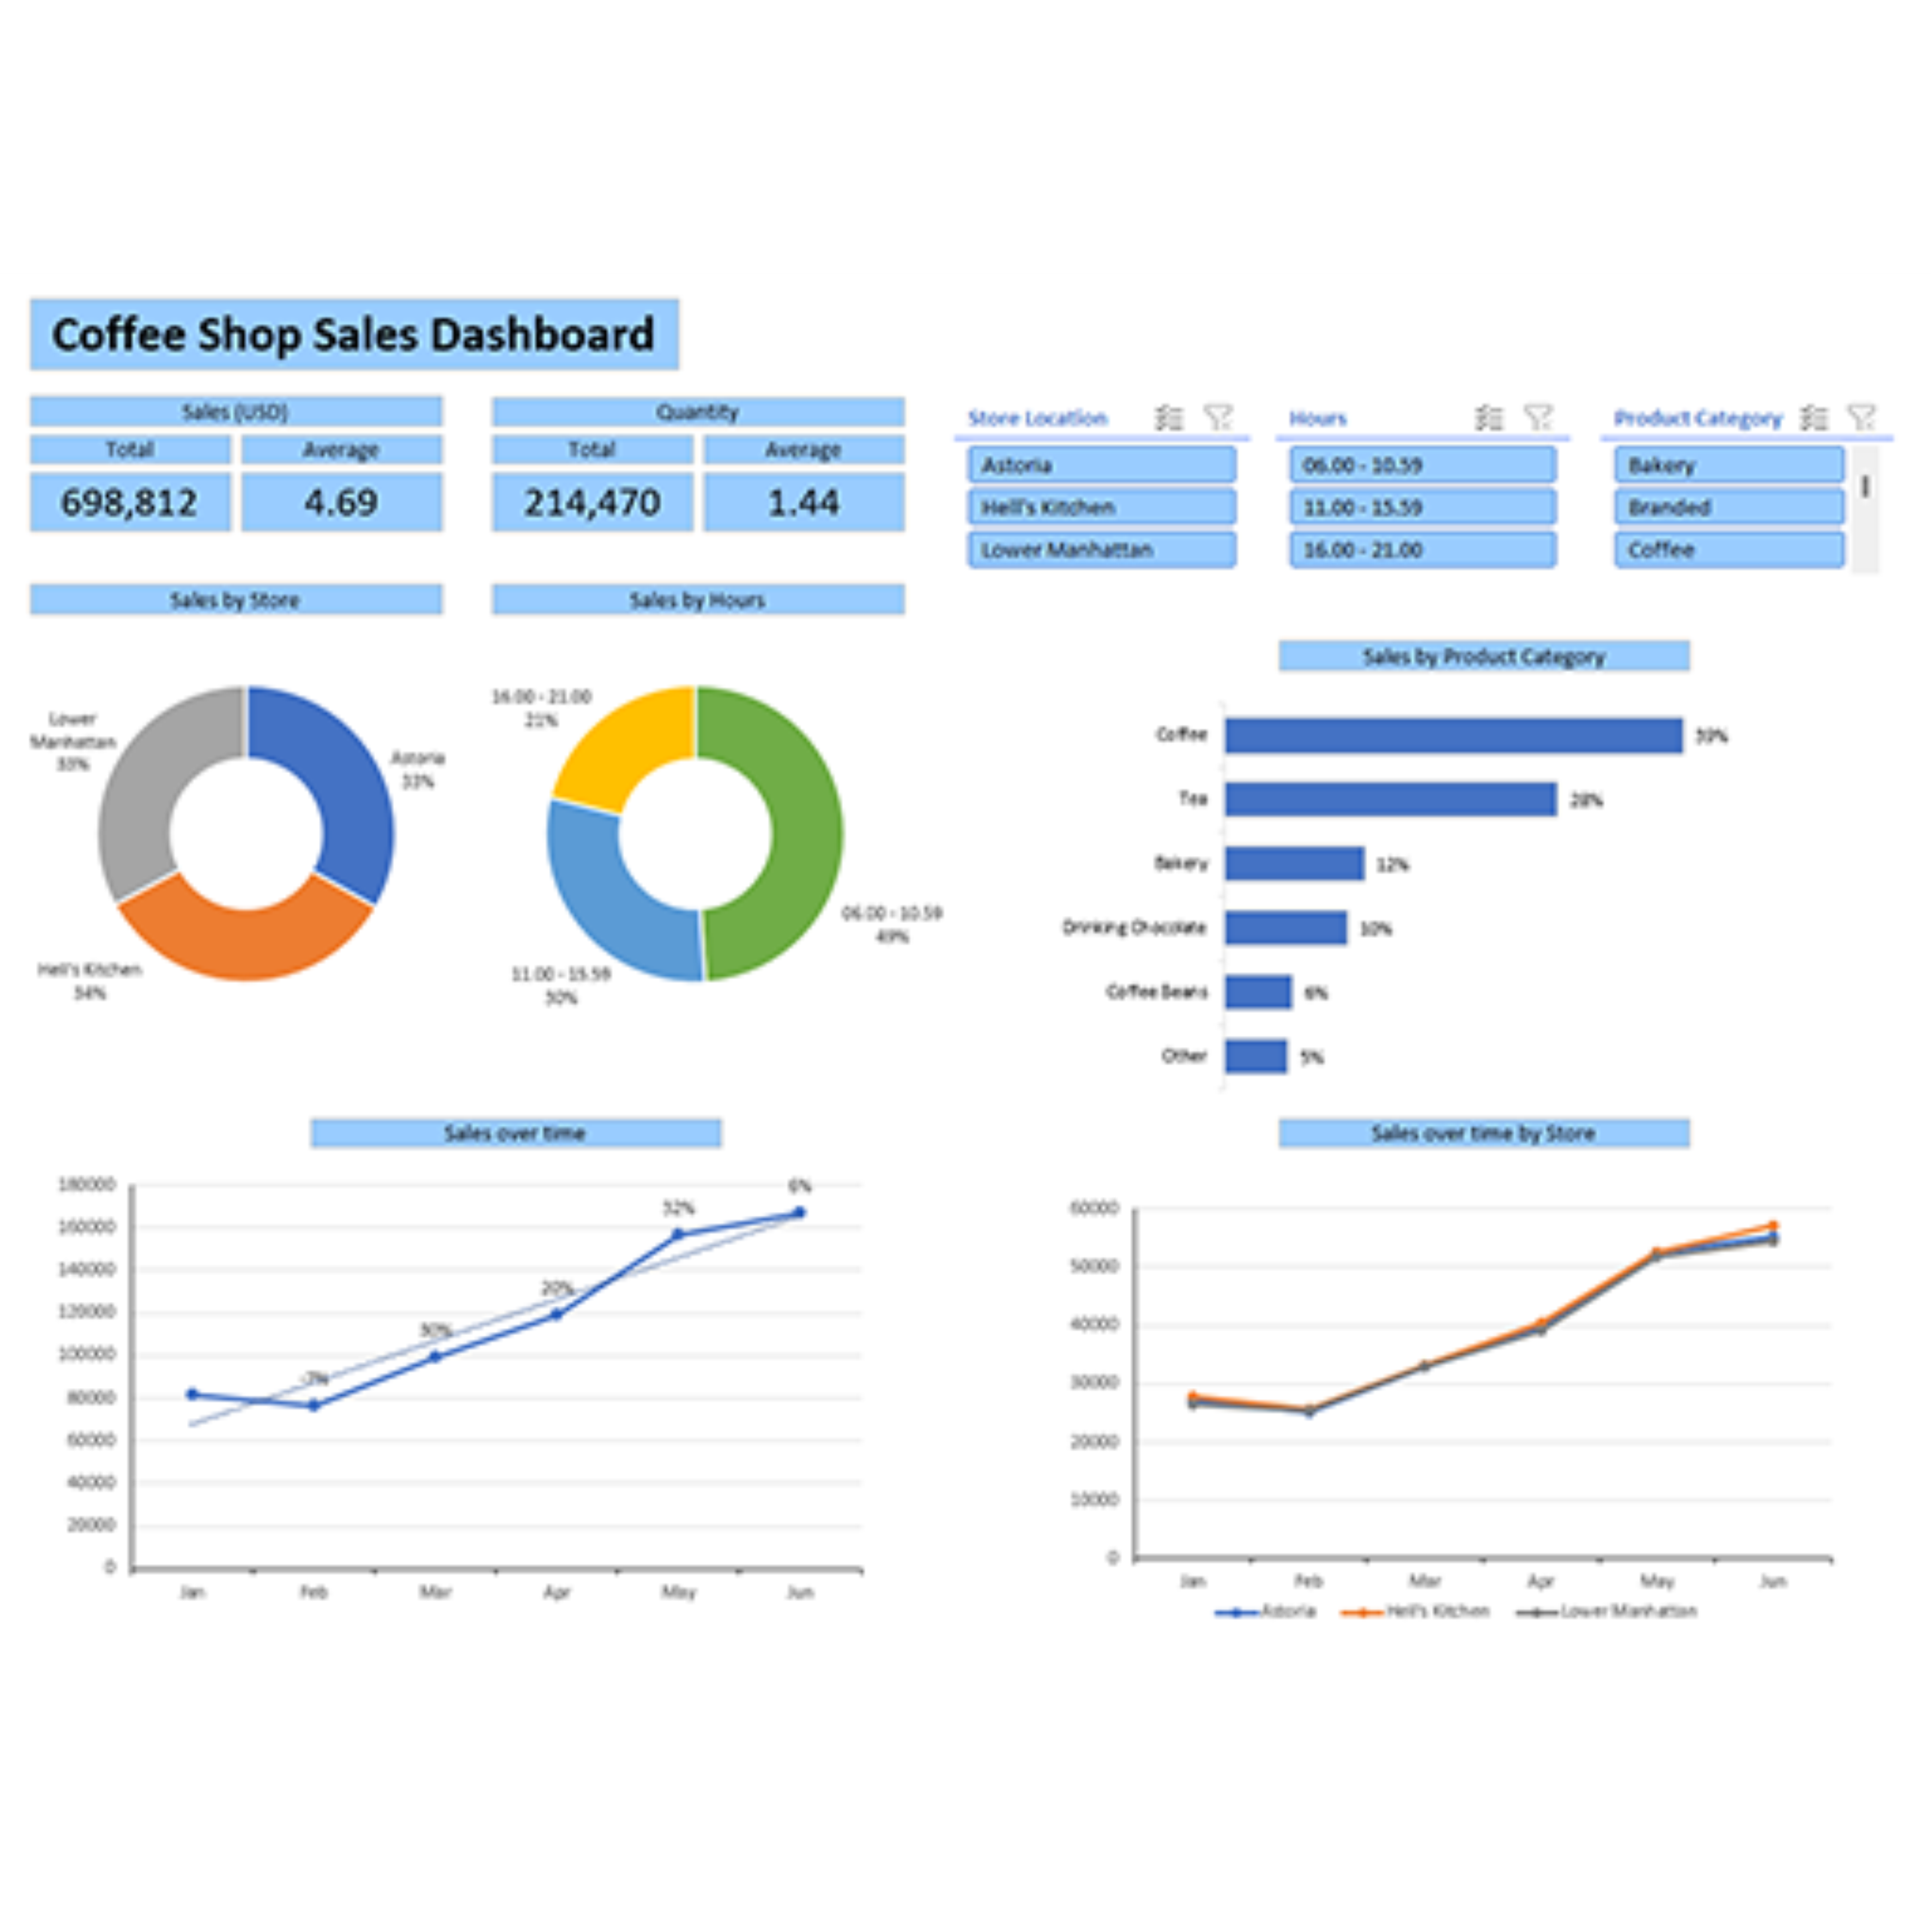 Coffee Shop Sales Dashboard
Sales (USD)
Quantity
Total
Average
Total
Average
698,812
4.69
214,470
1.44
Store Location
Astoria
Hell's Kitchen
Lower Manhattan
Hours
06.00 - 10.59
11.00 - 15.59
16.00 - 21.00
Product Category
Bakery
Branded
Coffee
Sales by Store
Lower
Manhattan
33%
Astoria
33%
Hell's Kitchen
34%
Sales by Hours
16.00 - 21.00
21%
06.00 - 10.59
49%
11.00 - 15.59
30%
Sales by Product Category
Coffee
39%
Tea
28%
Bakery
12%
Drinking Chocolate
10%
Coffee Beans
6%
Other
5%
Sales over time
180000
160000
140000
120000
100000
80000
60000
40000
20000
0
-7%
30%
20%
32%
6%
Jan
Feb
Mar
Apr
May
Jun
Sales over time by Store
60000
50000
40000
30000
20000
10000
0
Jan
Feb
Mar
Apr
May
Jun
Astoria
Hell's Kitchen
Lower Manhattan